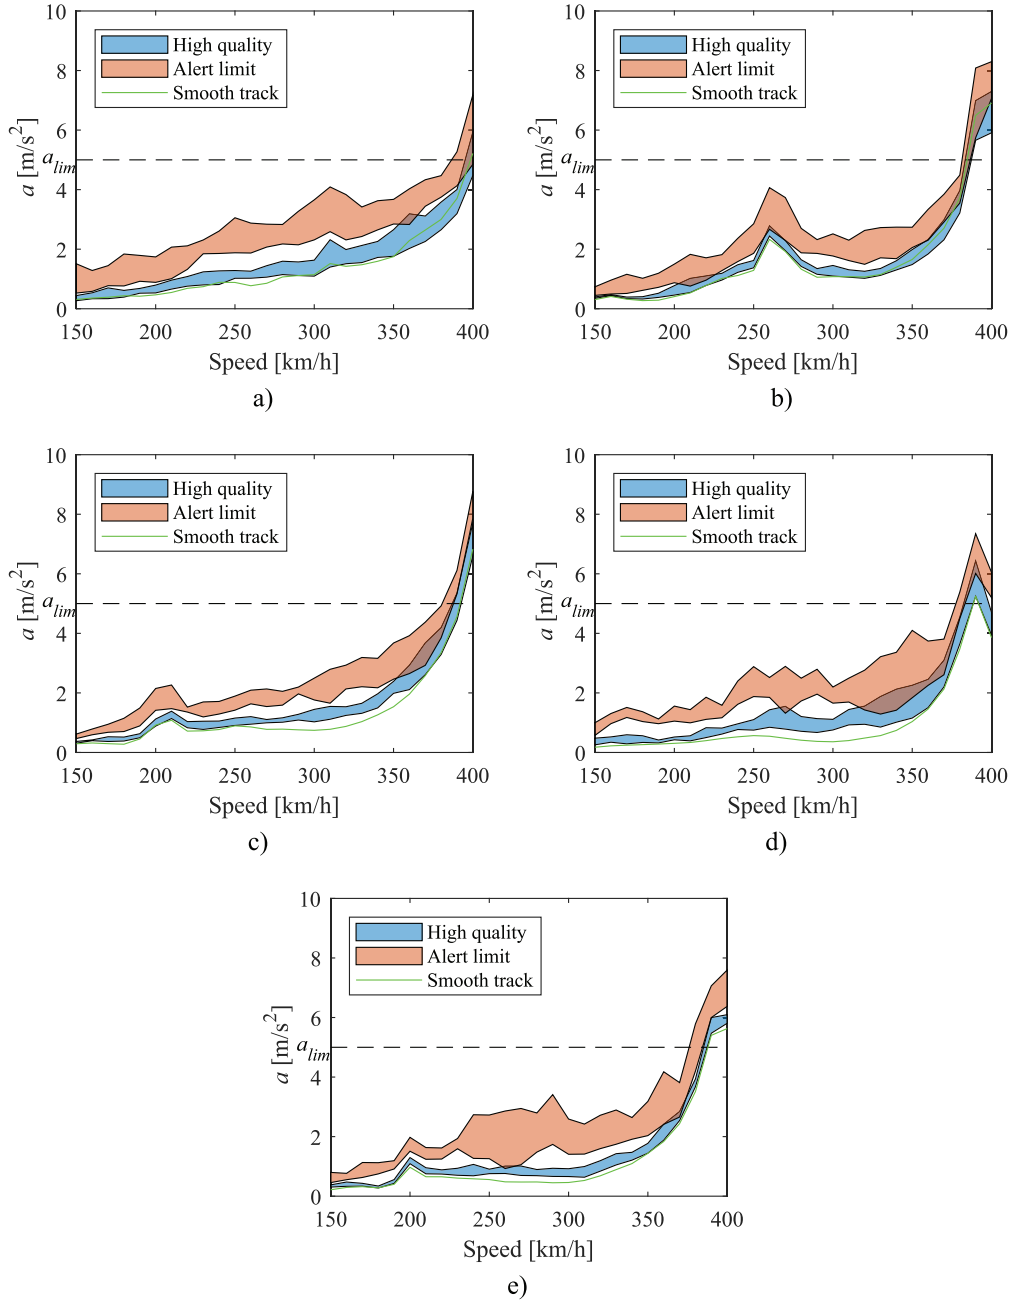 10
8
6
4
2
0
a [m/s²]
a_lim
High quality
Alert limit
Smooth track
150 200 250 300 350 400
Speed [km/h]
a)
10
8
6
4
2
0
a [m/s²]
a_lim
High quality
Alert limit
Smooth track
150 200 250 300 350 400
Speed [km/h]
b)
10
8
6
4
2
0
a [m/s²]
a_lim
High quality
Alert limit
Smooth track
150 200 250 300 350 400
Speed [km/h]
c)
10
8
6
4
2
0
a [m/s²]
a_lim
High quality
Alert limit
Smooth track
150 200 250 300 350 400
Speed [km/h]
d)
10
8
6
4
2
0
a [m/s²]
a_lim
High quality
Alert limit
Smooth track
150 200 250 300 350 400
Speed [km/h]
e)